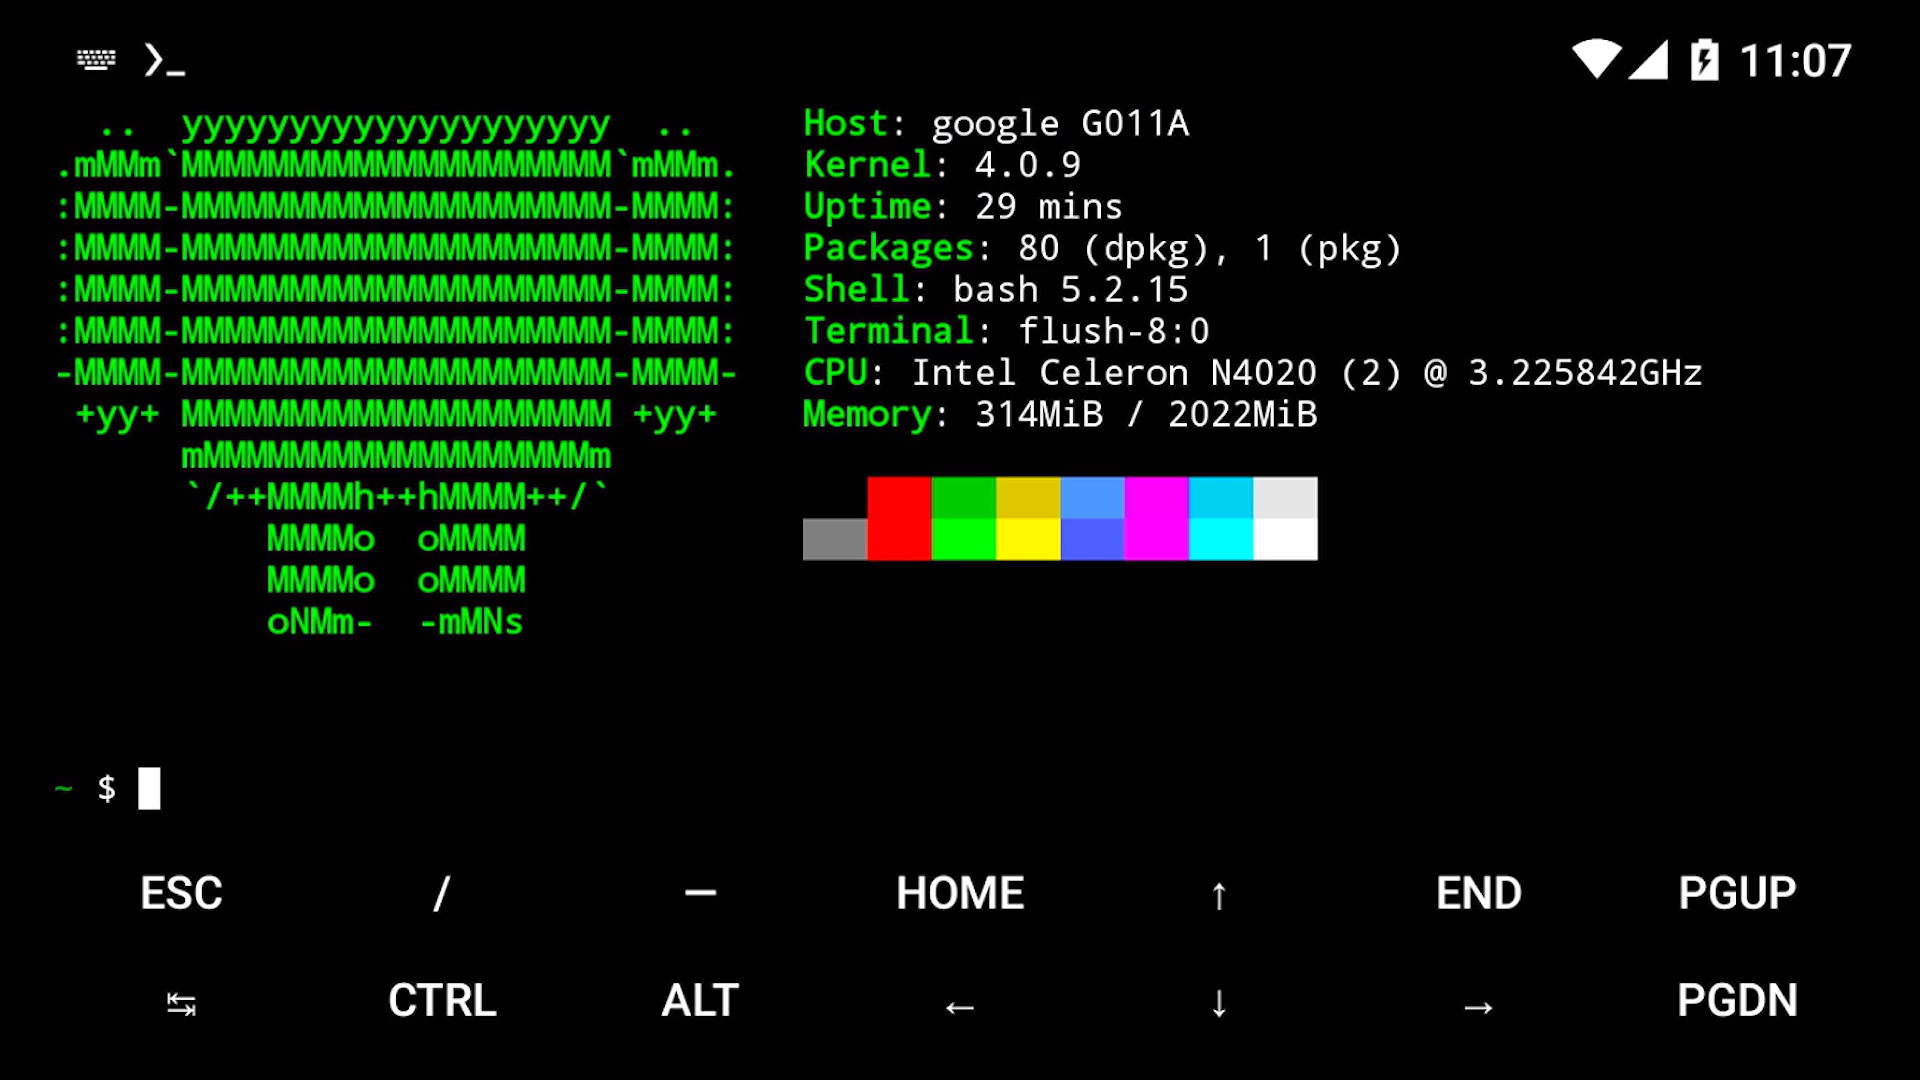 11:07
.. yyyyyyyyyyyyyyyyyyyy ..
.mMMm`MMMMMMMMMMMMMMMMMMMM`mMMm.
:MMMM-MMMMMMMMMMMMMMMMMMMM-MMMM:
:MMMM-MMMMMMMMMMMMMMMMMMMM-MMMM:
:MMMM-MMMMMMMMMMMMMMMMMMMM-MMMM:
:MMMM-MMMMMMMMMMMMMMMMMMMM-MMMM:
-MMMM-MMMMMMMMMMMMMMMMMMMM-MMMM-
+yy+ MMMMMMMMMMMMMMMMMMMM +yy+
mMMMMMMMMMMMMMMMMMMm
`/++MMMMh++hMMMM++/`
MMMMo oMMMM
MMMMo oMMMM
oNMm- -mMNs
Host: google G011A
Kernel: 4.0.9
Uptime: 29 mins
Packages: 80 (dpkg), 1 (pkg)
Shell: bash 5.2.15
Terminal: flush-8:0
CPU: Intel Celeron N4020 (2) @ 3.225842GHz
Memory: 314MiB / 2022MiB
~ $
ESC / — HOME ↑ END PGUP
↹ CTRL ALT ← ↓ → PGDN